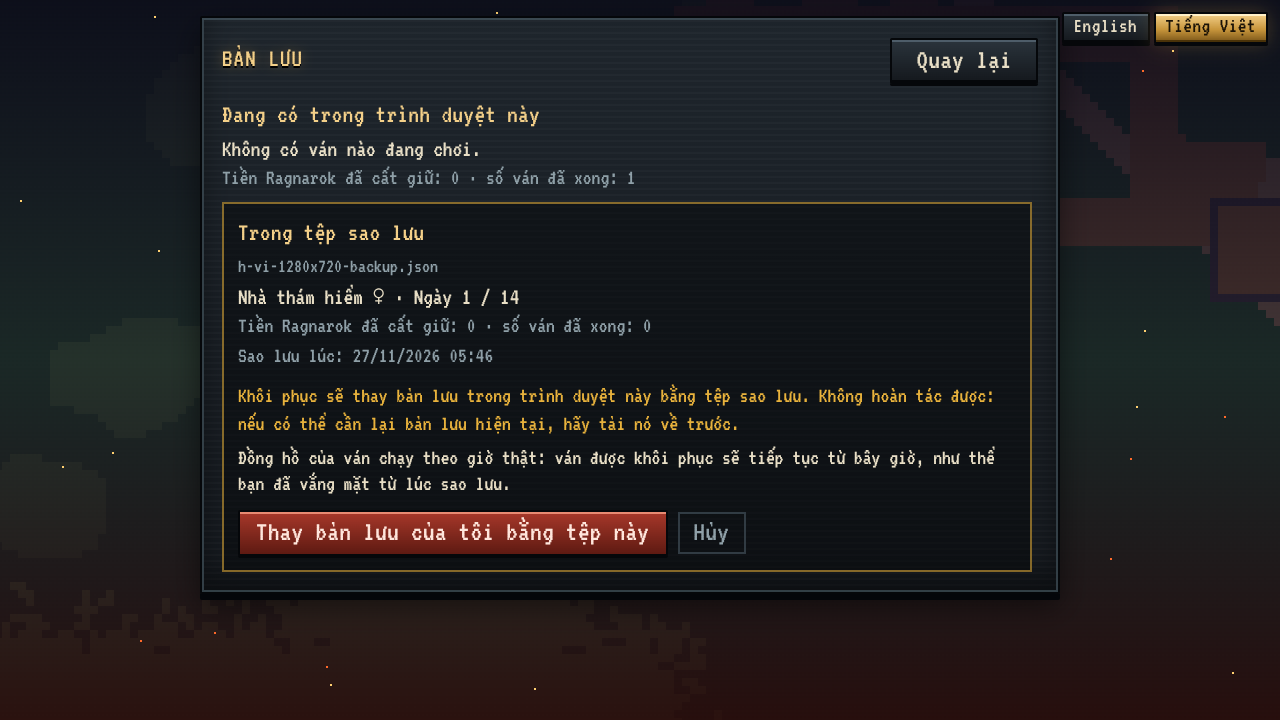 English
Tiếng Việt
BẢN LƯU
Quay lại
Đang có trong trình duyệt này
Không có ván nào đang chơi.
Tiền Ragnarok đã cất giữ: 0 · số ván đã xong: 1
Trong tệp sao lưu
h-vi-1280x720-backup.json
Nhà thám hiểm ♀ · Ngày 1 / 14
Tiền Ragnarok đã cất giữ: 0 · số ván đã xong: 0
Sao lưu lúc: 27/11/2026 05:46
Khôi phục sẽ thay bản lưu trong trình duyệt này bằng tệp sao lưu. Không hoàn tác được:
nếu có thể cần lại bản lưu hiện tại, hãy tải nó về trước.
Đồng hồ của ván chạy theo giờ thật: ván được khôi phục sẽ tiếp tục từ bây giờ, như thể
bạn đã vắng mặt từ lúc sao lưu.
Thay bản lưu của tôi bằng tệp này
Hủy